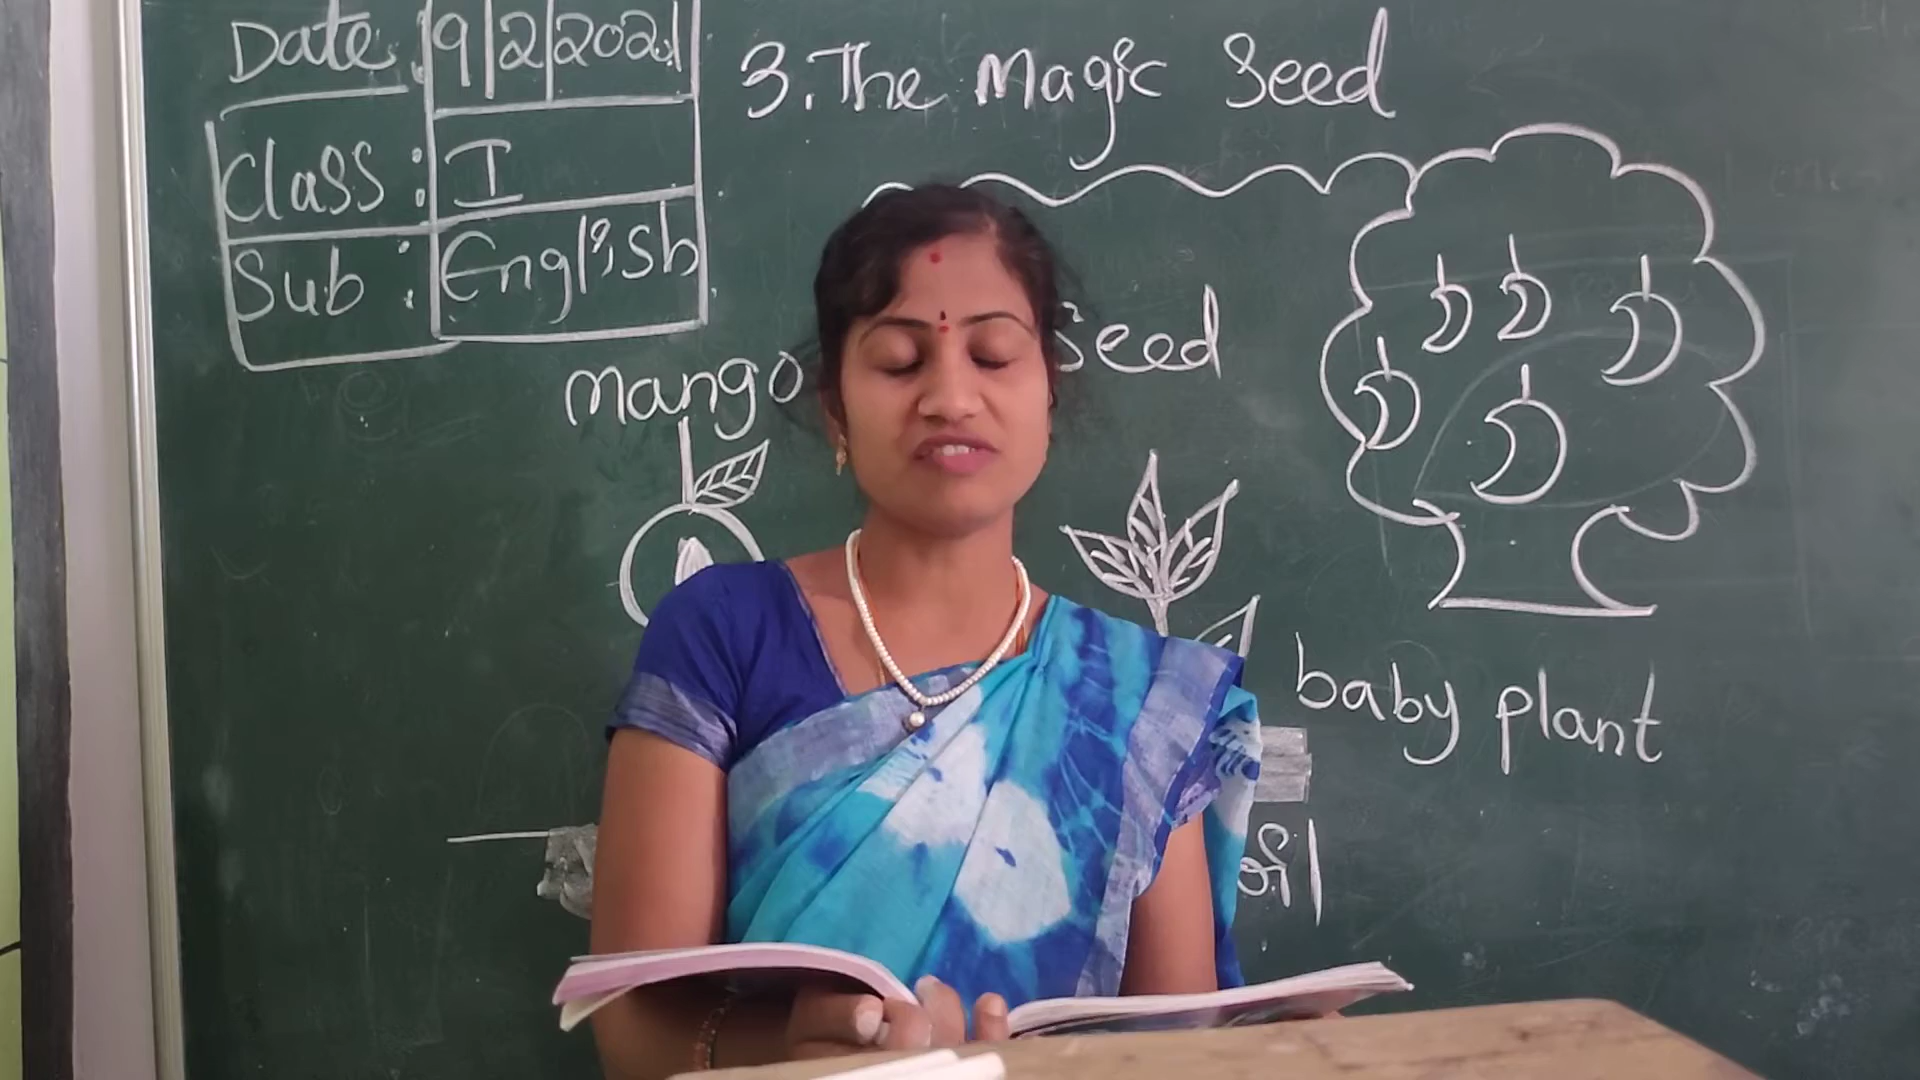 Date: 9|2|2021
Class : I
Sub : English
3. The Magic Seed
mango
Seed
baby plant